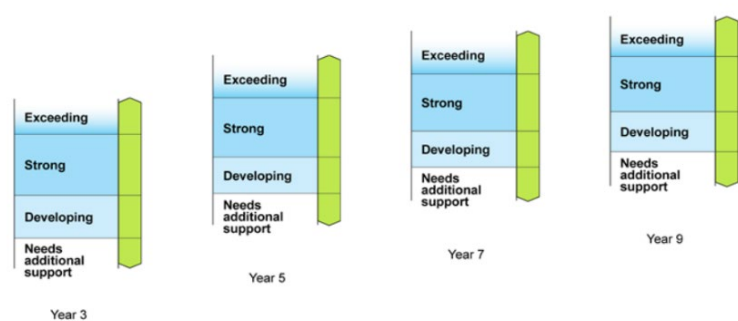 Exceeding
Strong
Developing
Needs
additional
support
Year 3
Exceeding
Strong
Developing
Needs
additional
support
Year 5
Exceeding
Strong
Developing
Needs
additional
support
Year 7
Exceeding
Strong
Developing
Needs
additional
support
Year 9